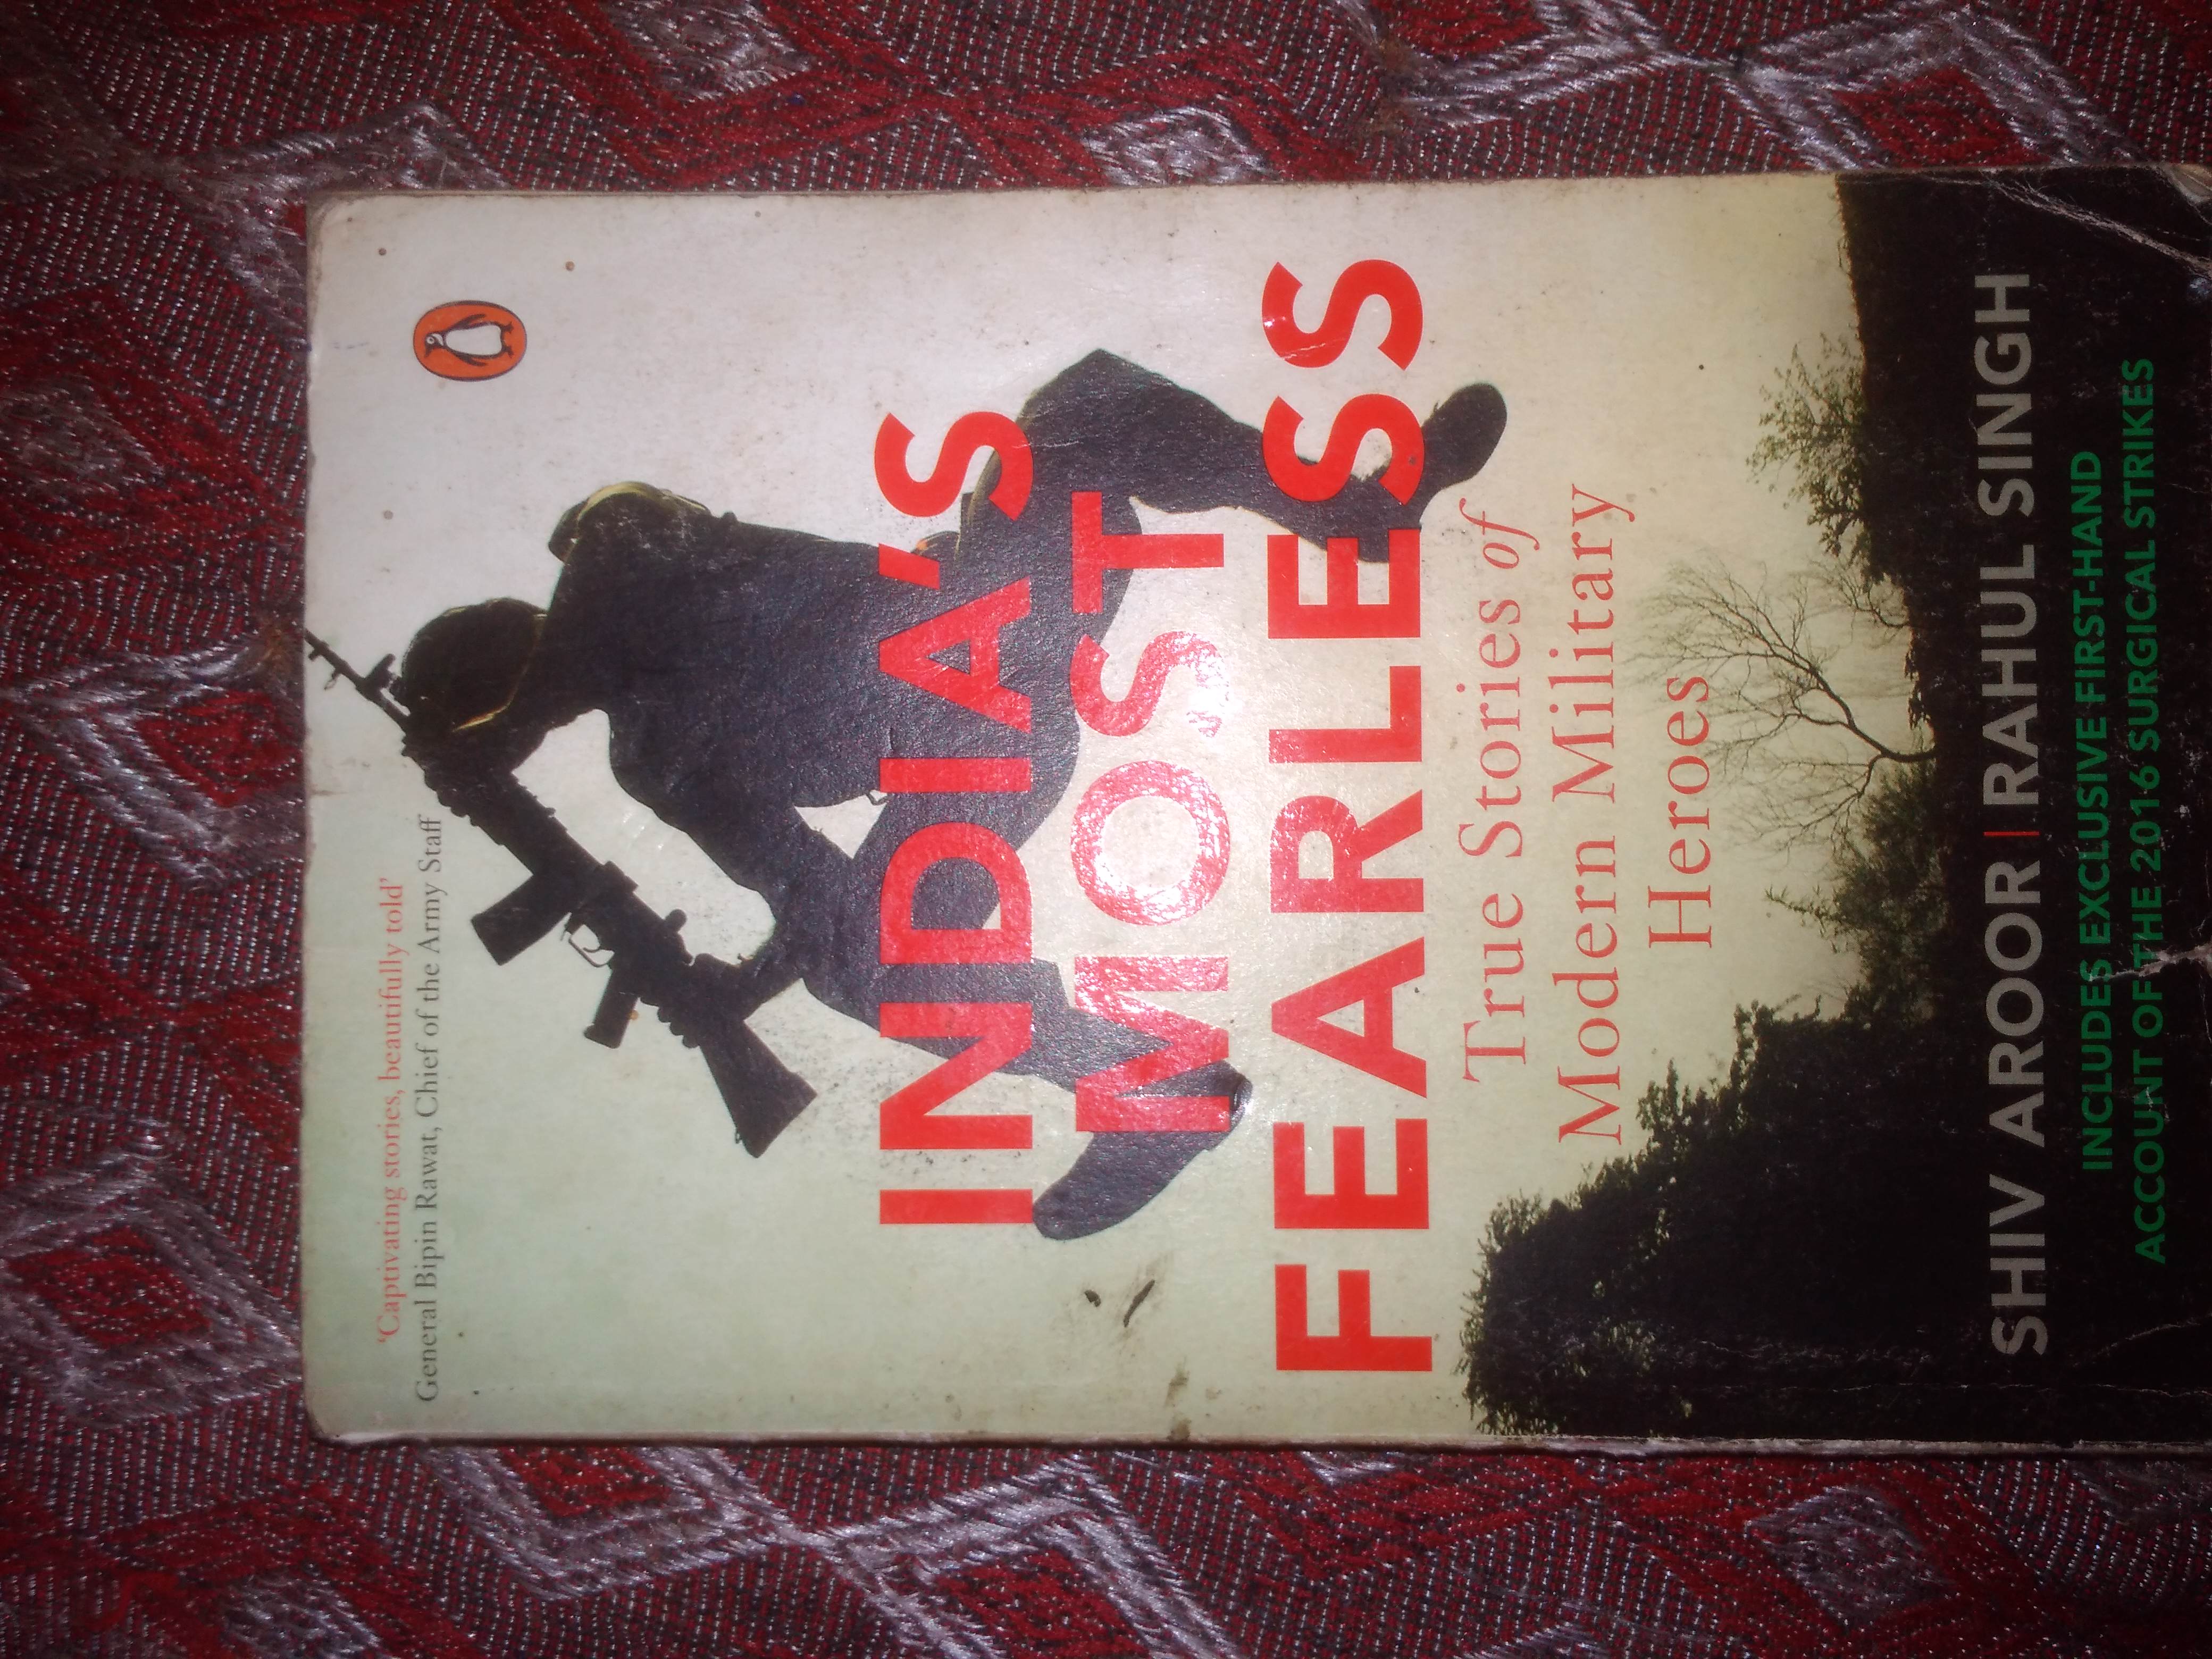 'Captivating stories, beautifully told'
General Bipin Rawat, Chief of the Army Staff
INDIA'S
MOST
FEARLESS
True Stories of
Modern Military
Heroes
SHIV AROOR | RAHUL SINGH
INCLUDES EXCLUSIVE FIRST-HAND
ACCOUNT OF THE 2016 SURGICAL STRIKES